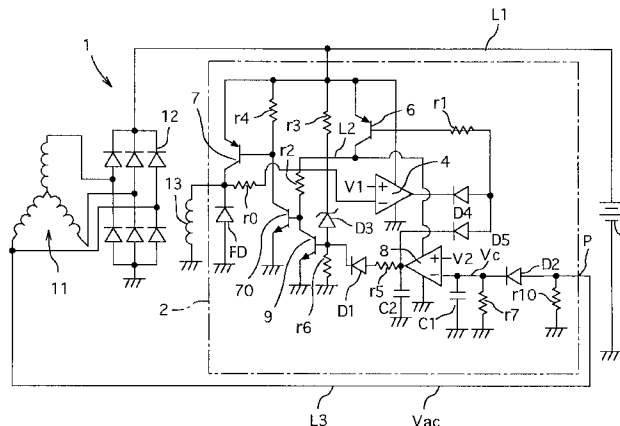 L1
1
12
7
r4
r3
6
r1
r2
L2
V1
+
-
4
13
r0
D4
FD
D3
D5
8
+
-
V2
Vc
D2
P
11
70
9
r6
D1
r5
C2
C1
r7
r10
2
L3
Vac